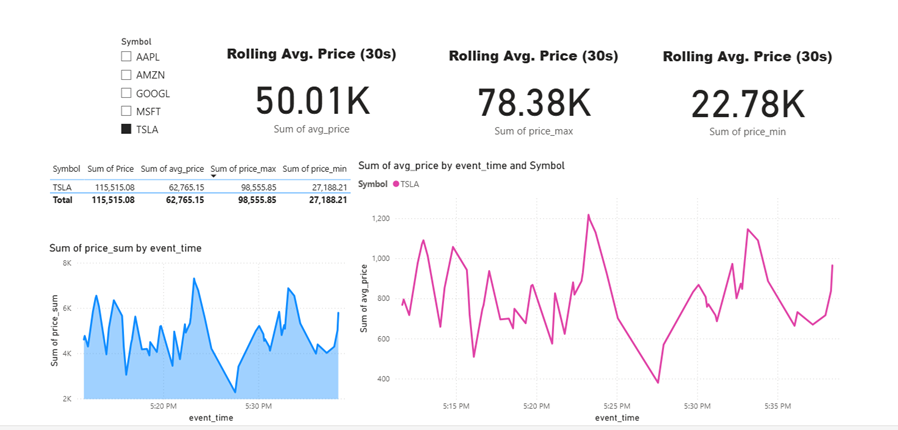 Symbol
AAPL
AMZN
GOOGL
MSFT
TSLA
Rolling Avg. Price (30s)
50.01K
Sum of avg_price
Rolling Avg. Price (30s)
78.38K
Sum of price_max
Rolling Avg. Price (30s)
22.78K
Sum of price_min
Symbol Sum of Price Sum of avg_price Sum of price_max Sum of price_min
TSLA 115,515.08 62,765.15 98,555.85 27,188.21
Total 115,515.08 62,765.15 98,555.85 27,188.21
Sum of price_sum by event_time
8K
6K
4K
2K
Sum of price_sum
5:20 PM 5:30 PM
event_time
Sum of avg_price by event_time and Symbol
Symbol TSLA
1,200
1,000
800
600
400
Sum of avg_price
5:15 PM 5:20 PM 5:25 PM 5:30 PM 5:35 PM
event_time